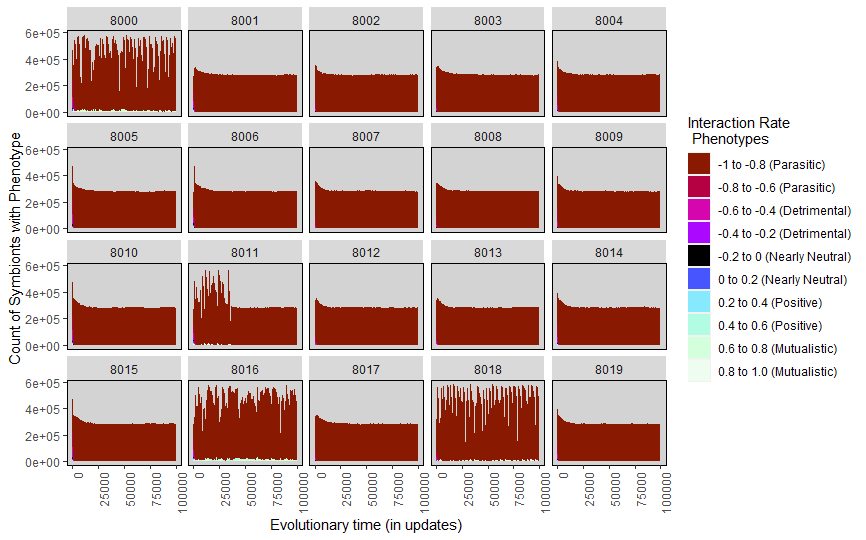 8000 8001 8002 8003 8004
6e+05
4e+05
2e+05
0e+00
8005 8006 8007 8008 8009
6e+05
4e+05
2e+05
0e+00
8010 8011 8012 8013 8014
6e+05
4e+05
2e+05
0e+00
8015 8016 8017 8018 8019
6e+05
4e+05
2e+05
0e+00
0 25000 50000 75000 100000 0 25000 50000 75000 100000 0 25000 50000 75000 100000 0 25000 50000 75000 100000 0 25000 50000 75000 100000
Evolutionary time (in updates)
Count of Symbionts with Phenotype
Interaction Rate
Phenotypes
-1 to -0.8 (Parasitic)
-0.8 to -0.6 (Parasitic)
-0.6 to -0.4 (Detrimental)
-0.4 to -0.2 (Detrimental)
-0.2 to 0 (Nearly Neutral)
0 to 0.2 (Nearly Neutral)
0.2 to 0.4 (Positive)
0.4 to 0.6 (Positive)
0.6 to 0.8 (Mutualistic)
0.8 to 1.0 (Mutualistic)